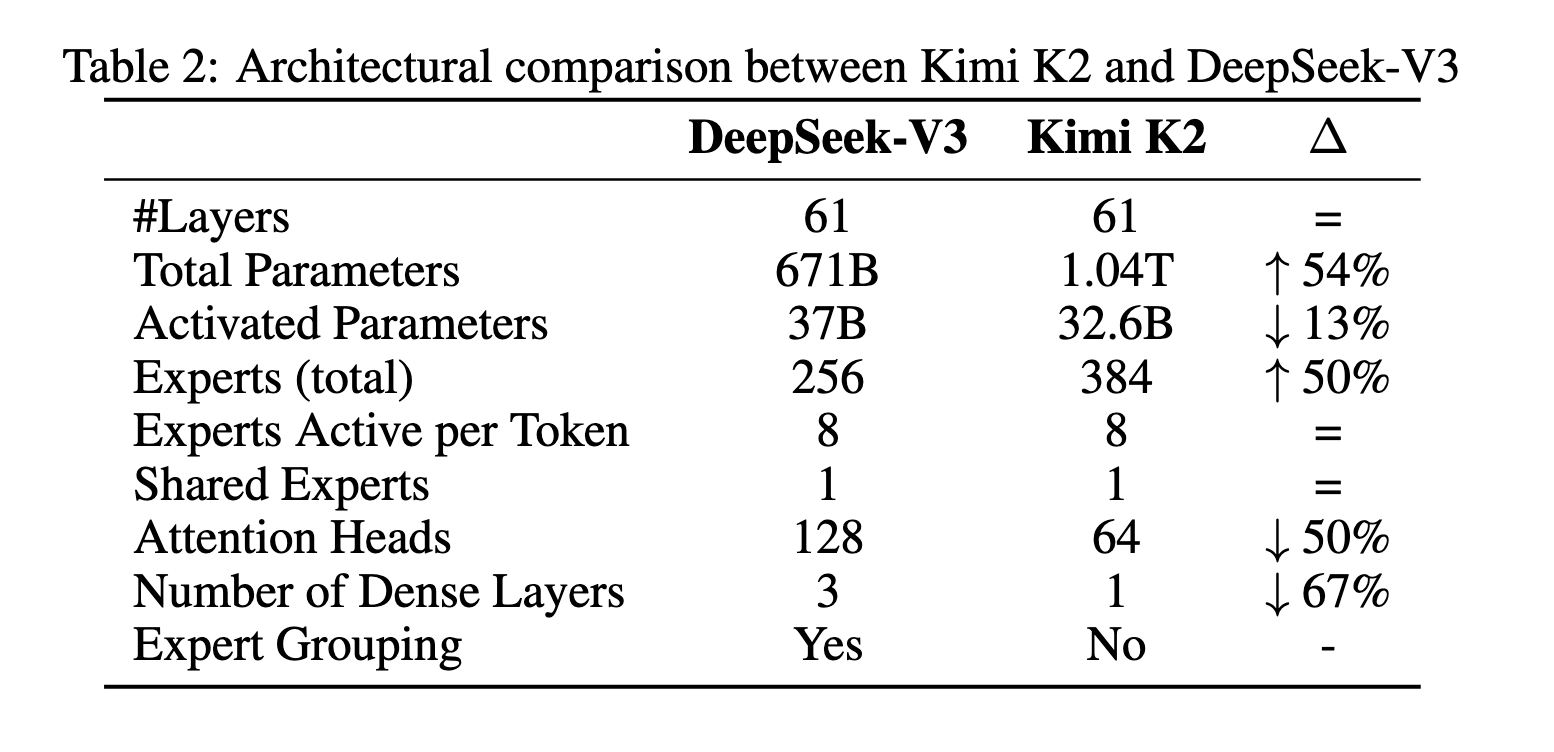 Table 2: Architectural comparison between Kimi K2 and DeepSeek-V3
DeepSeek-V3 Kimi K2 Δ
#Layers 61 61 =
Total Parameters 671B 1.04T ↑ 54%
Activated Parameters 37B 32.6B ↓ 13%
Experts (total) 256 384 ↑ 50%
Experts Active per Token 8 8 =
Shared Experts 1 1 =
Attention Heads 128 64 ↓ 50%
Number of Dense Layers 3 1 ↓ 67%
Expert Grouping Yes No -